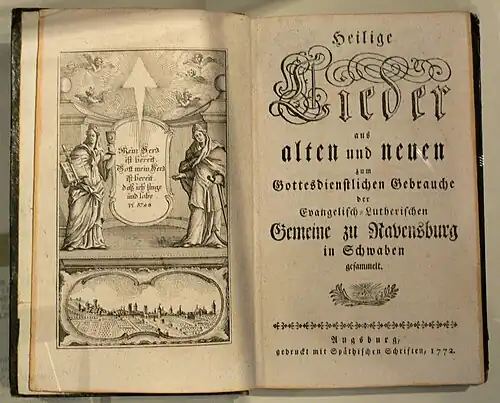 Mein Herz
ist bereit,
Gott mein Herz
ist bereit,
daß ich singe
und lobe
Heilige
Lieder
aus
alten und neuen
zum
Gottesdienstlichen Gebrauche
der
Evangelisch-Lutherischen
Gemeine zu Ravensburg
in Schwaben
gesammelt.
Augsburg,
gedruckt mit Späthischen Schriften, 1772.